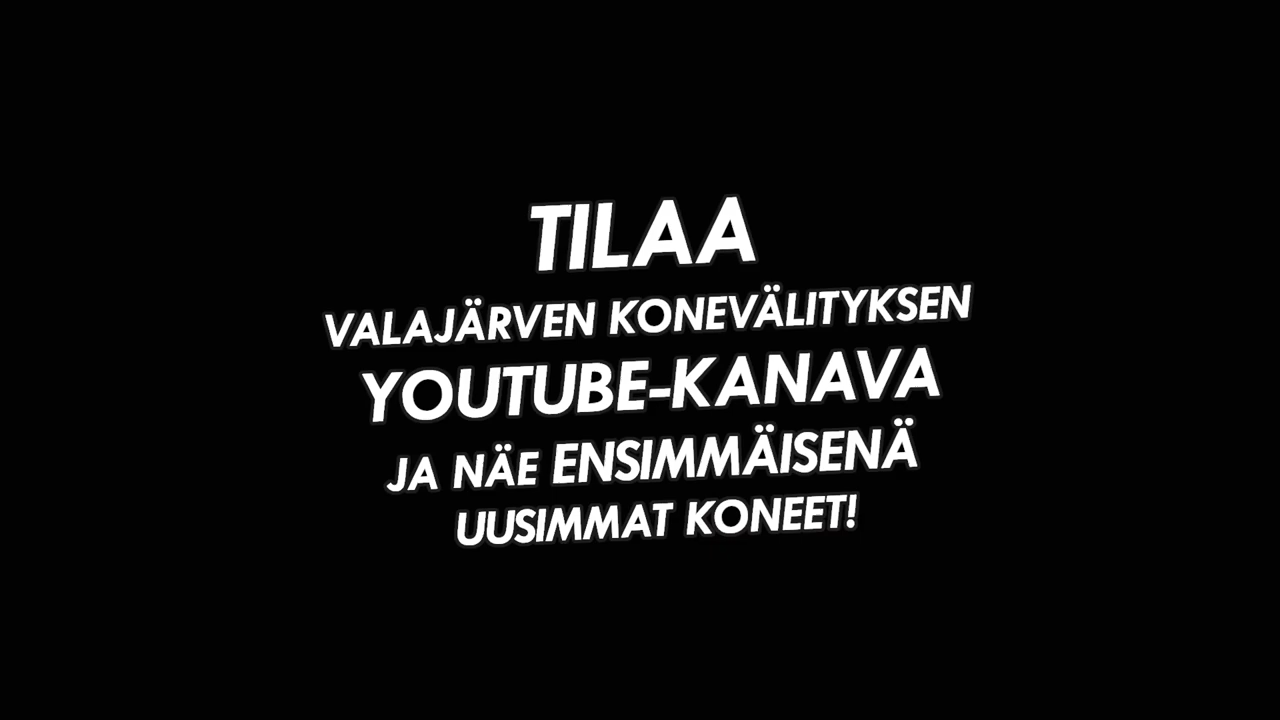 TILAA
VALAJÄRVEN KONEVÄLITYKSEN
YOUTUBE-KANAVA
JA NÄE ENSIMMÄISENÄ
UUSIMMAT KONEET!